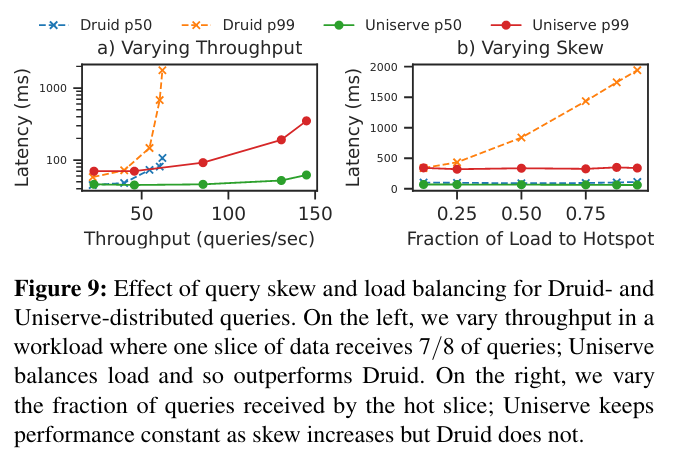 Druid p50 Druid p99 Uniserve p50 Uniserve p99
a) Varying Throughput
Latency (ms)
1000
100
50 100 150
Throughput (queries/sec)
b) Varying Skew
Latency (ms)
2000
1500
1000
500
0
0.25 0.50 0.75
Fraction of Load to Hotspot
Figure 9: Effect of query skew and load balancing for Druid- and
Uniserve-distributed queries. On the left, we vary throughput in a
workload where one slice of data receives 7/8 of queries; Uniserve
balances load and so outperforms Druid. On the right, we vary
the fraction of queries received by the hot slice; Uniserve keeps
performance constant as skew increases but Druid does not.